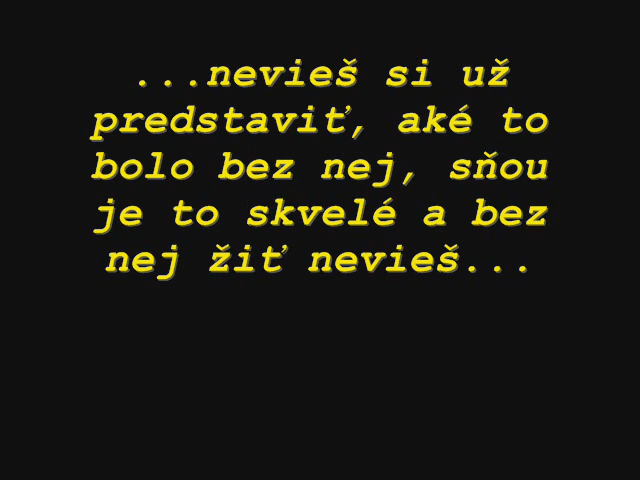 ...nevieš si už
predstaviť, aké to
bolo bez nej, sňou
je to skvelé a bez
nej žiť nevieš...